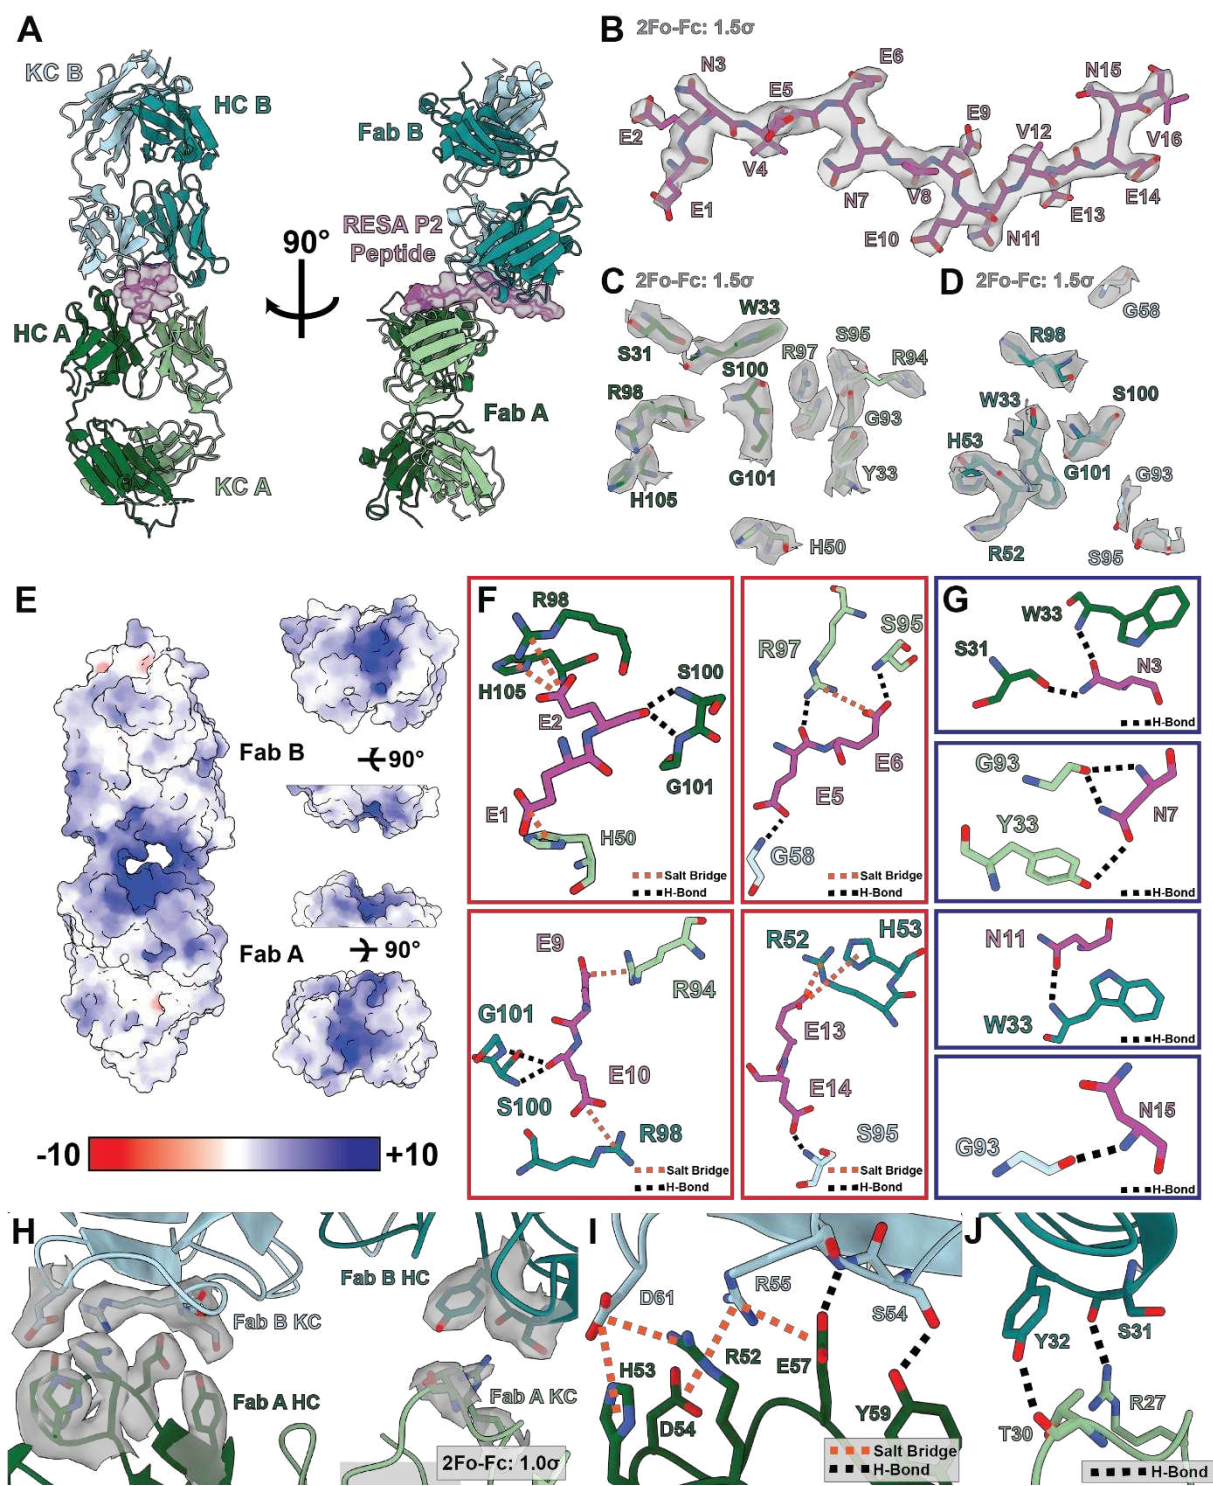 A
KC B
HC B
HC A
KC A
90°
Fab B
RESA P2
Peptide
Fab A
B
2Fo-Fc: 1.5σ
N3
E6
E5
N15
E2
E9
V12
V16
V4
E1
N7
V8
E14
E13
E10
N11
C
2Fo-Fc: 1.5σ
W33
S31
S95
R97
R94
S100
R98
G93
Y33
G101
H105
H50
D
2Fo-Fc: 1.5σ
G58
R98
W33
S100
H53
G101
G93
R52
S95
E
Fab B
90°
Fab A
90°
-10
+10
F
R98
H105
S100
E2
G101
E1
H50
Salt Bridge
H-Bond
R97
S95
E6
E5
G58
Salt Bridge
H-Bond
E9
R94
G101
E10
S100
R98
Salt Bridge
H-Bond
R52
H53
E13
E14
S95
Salt Bridge
H-Bond
G
W33
S31
N3
H-Bond
G93
N7
Y33
H-Bond
N11
W33
H-Bond
N15
G93
H-Bond
H
Fab B KC
Fab A HC
Fab B HC
Fab A KC
2Fo-Fc: 1.0σ
I
D61
R55
S54
H53
R52
E57
D54
Y59
Salt Bridge
H-Bond
J
Y32
S31
R27
T30
H-Bond